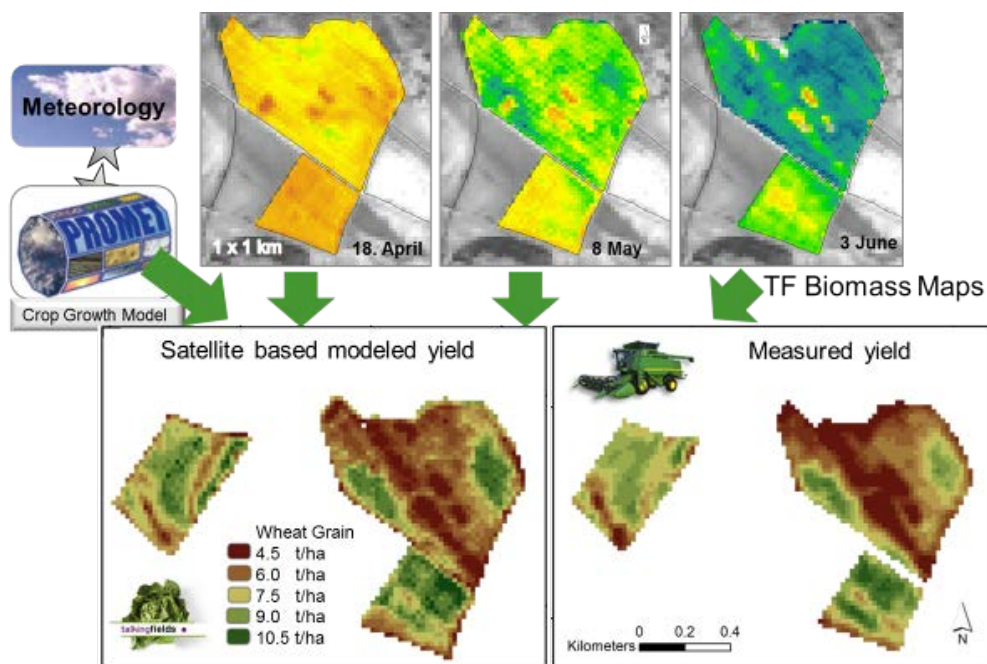 Meteorology
PROMET
Crop Growth Model
1 x 1 km
18. April
8 May
3 June
TF Biomass Maps
Satellite based modeled yield
Wheat Grain
4.5 t/ha
6.0 t/ha
7.5 t/ha
9.0 t/ha
10.5 t/ha
talkingfields
Measured yield
Kilometers
0 0.2 0.4
N